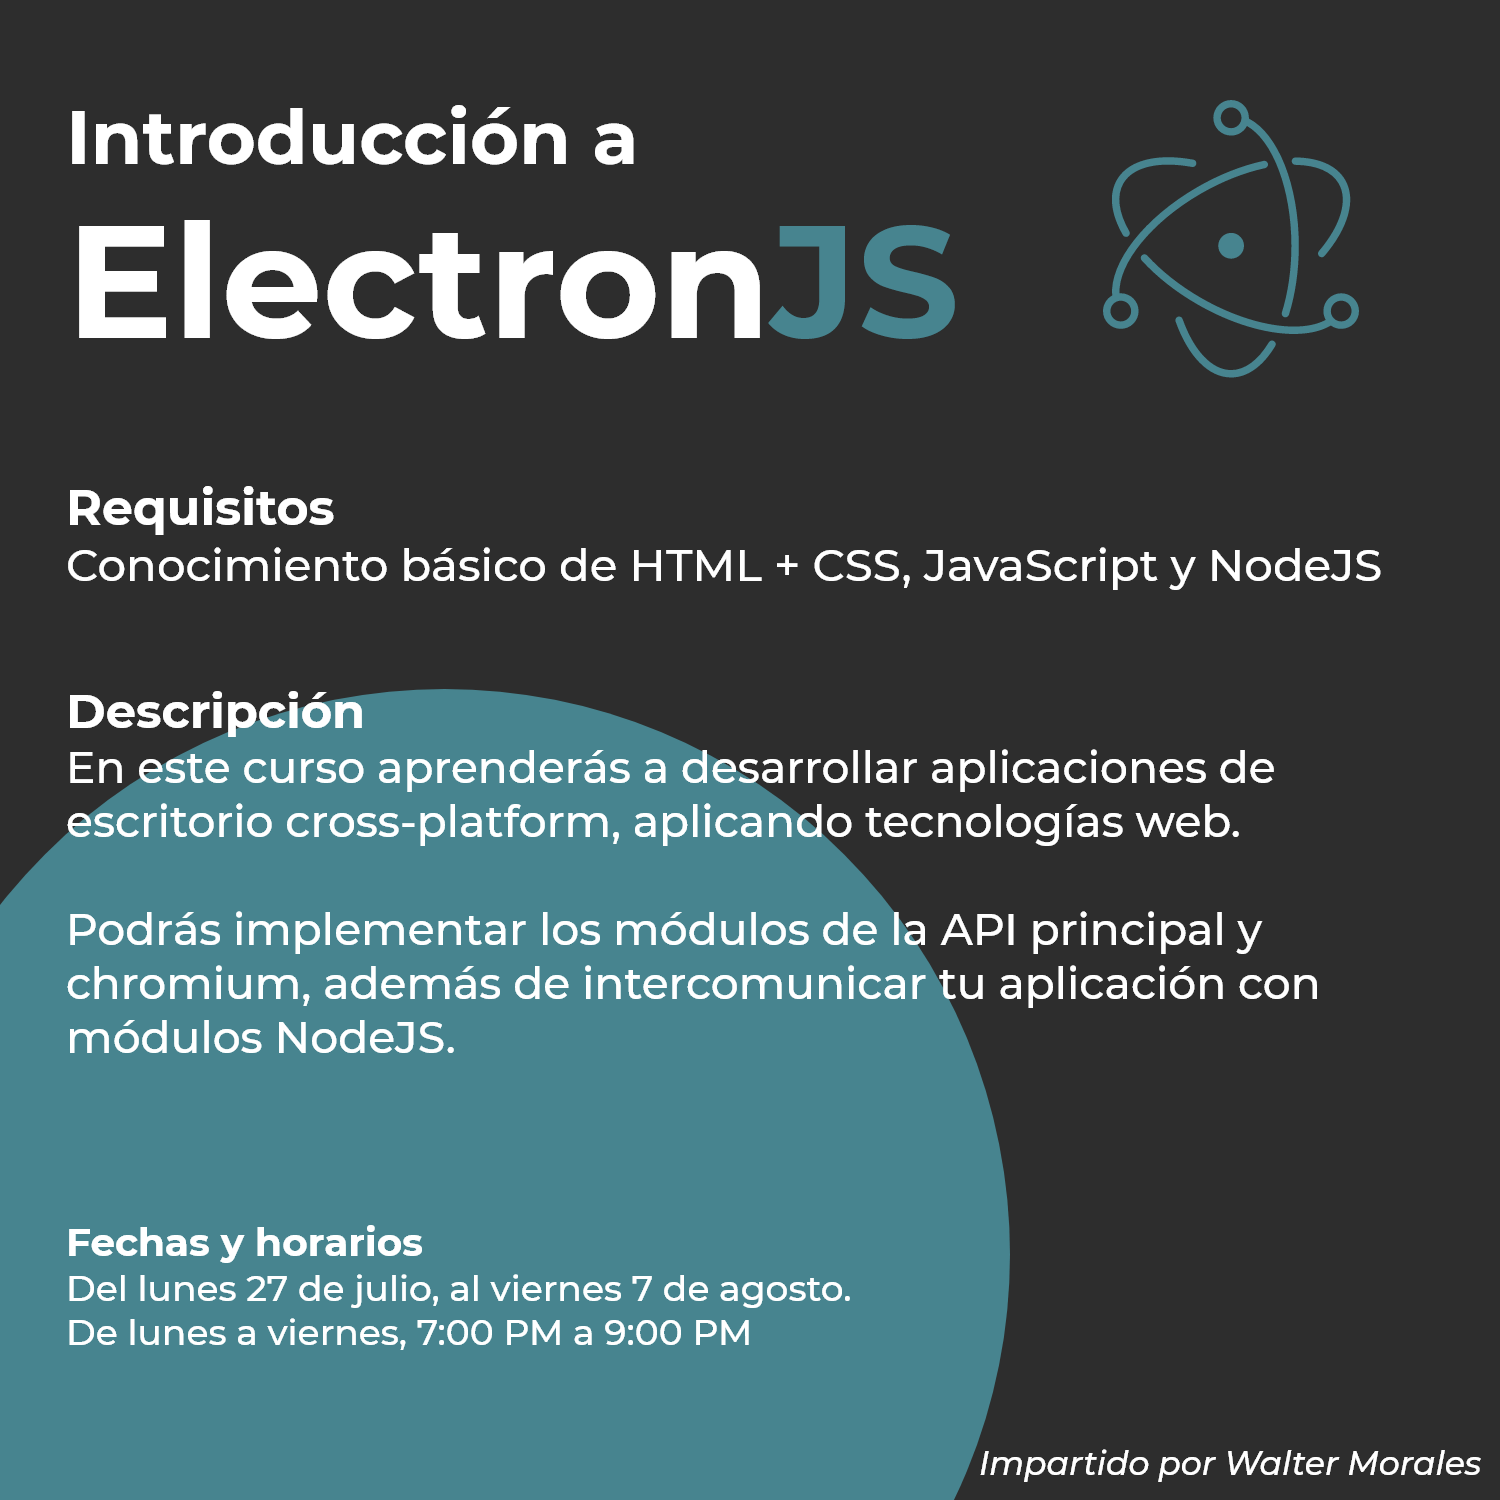 Introducción a
ElectronJS
Requisitos
Conocimiento básico de HTML + CSS, JavaScript y NodeJS
Descripción
En este curso aprenderás a desarrollar aplicaciones de
escritorio cross-platform, aplicando tecnologías web.
Podrás implementar los módulos de la API principal y
chromium, además de intercomunicar tu aplicación con
módulos NodeJS.
Fechas y horarios
Del lunes 27 de julio, al viernes 7 de agosto.
De lunes a viernes, 7:00 PM a 9:00 PM
Impartido por Walter Morales